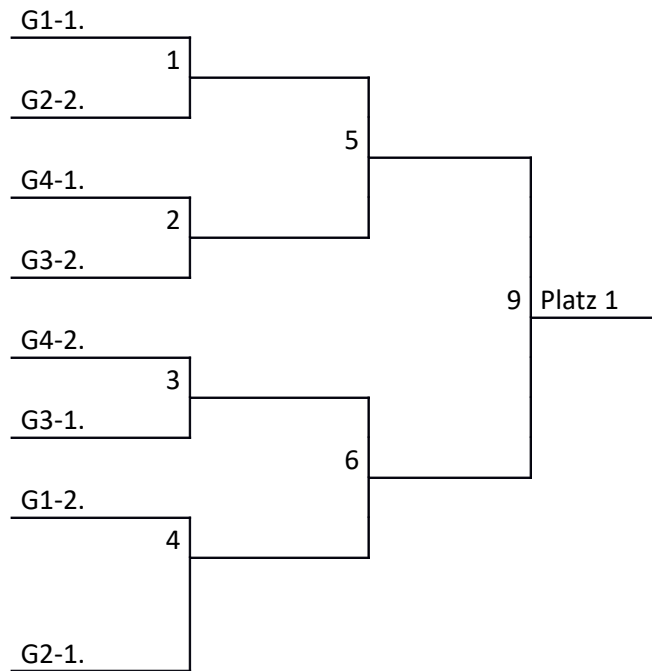 G1-1.
1
G2-2.
5
G4-1.
2
G3-2.
9 Platz 1
G4-2.
3
G3-1.
6
G1-2.
4
G2-1.